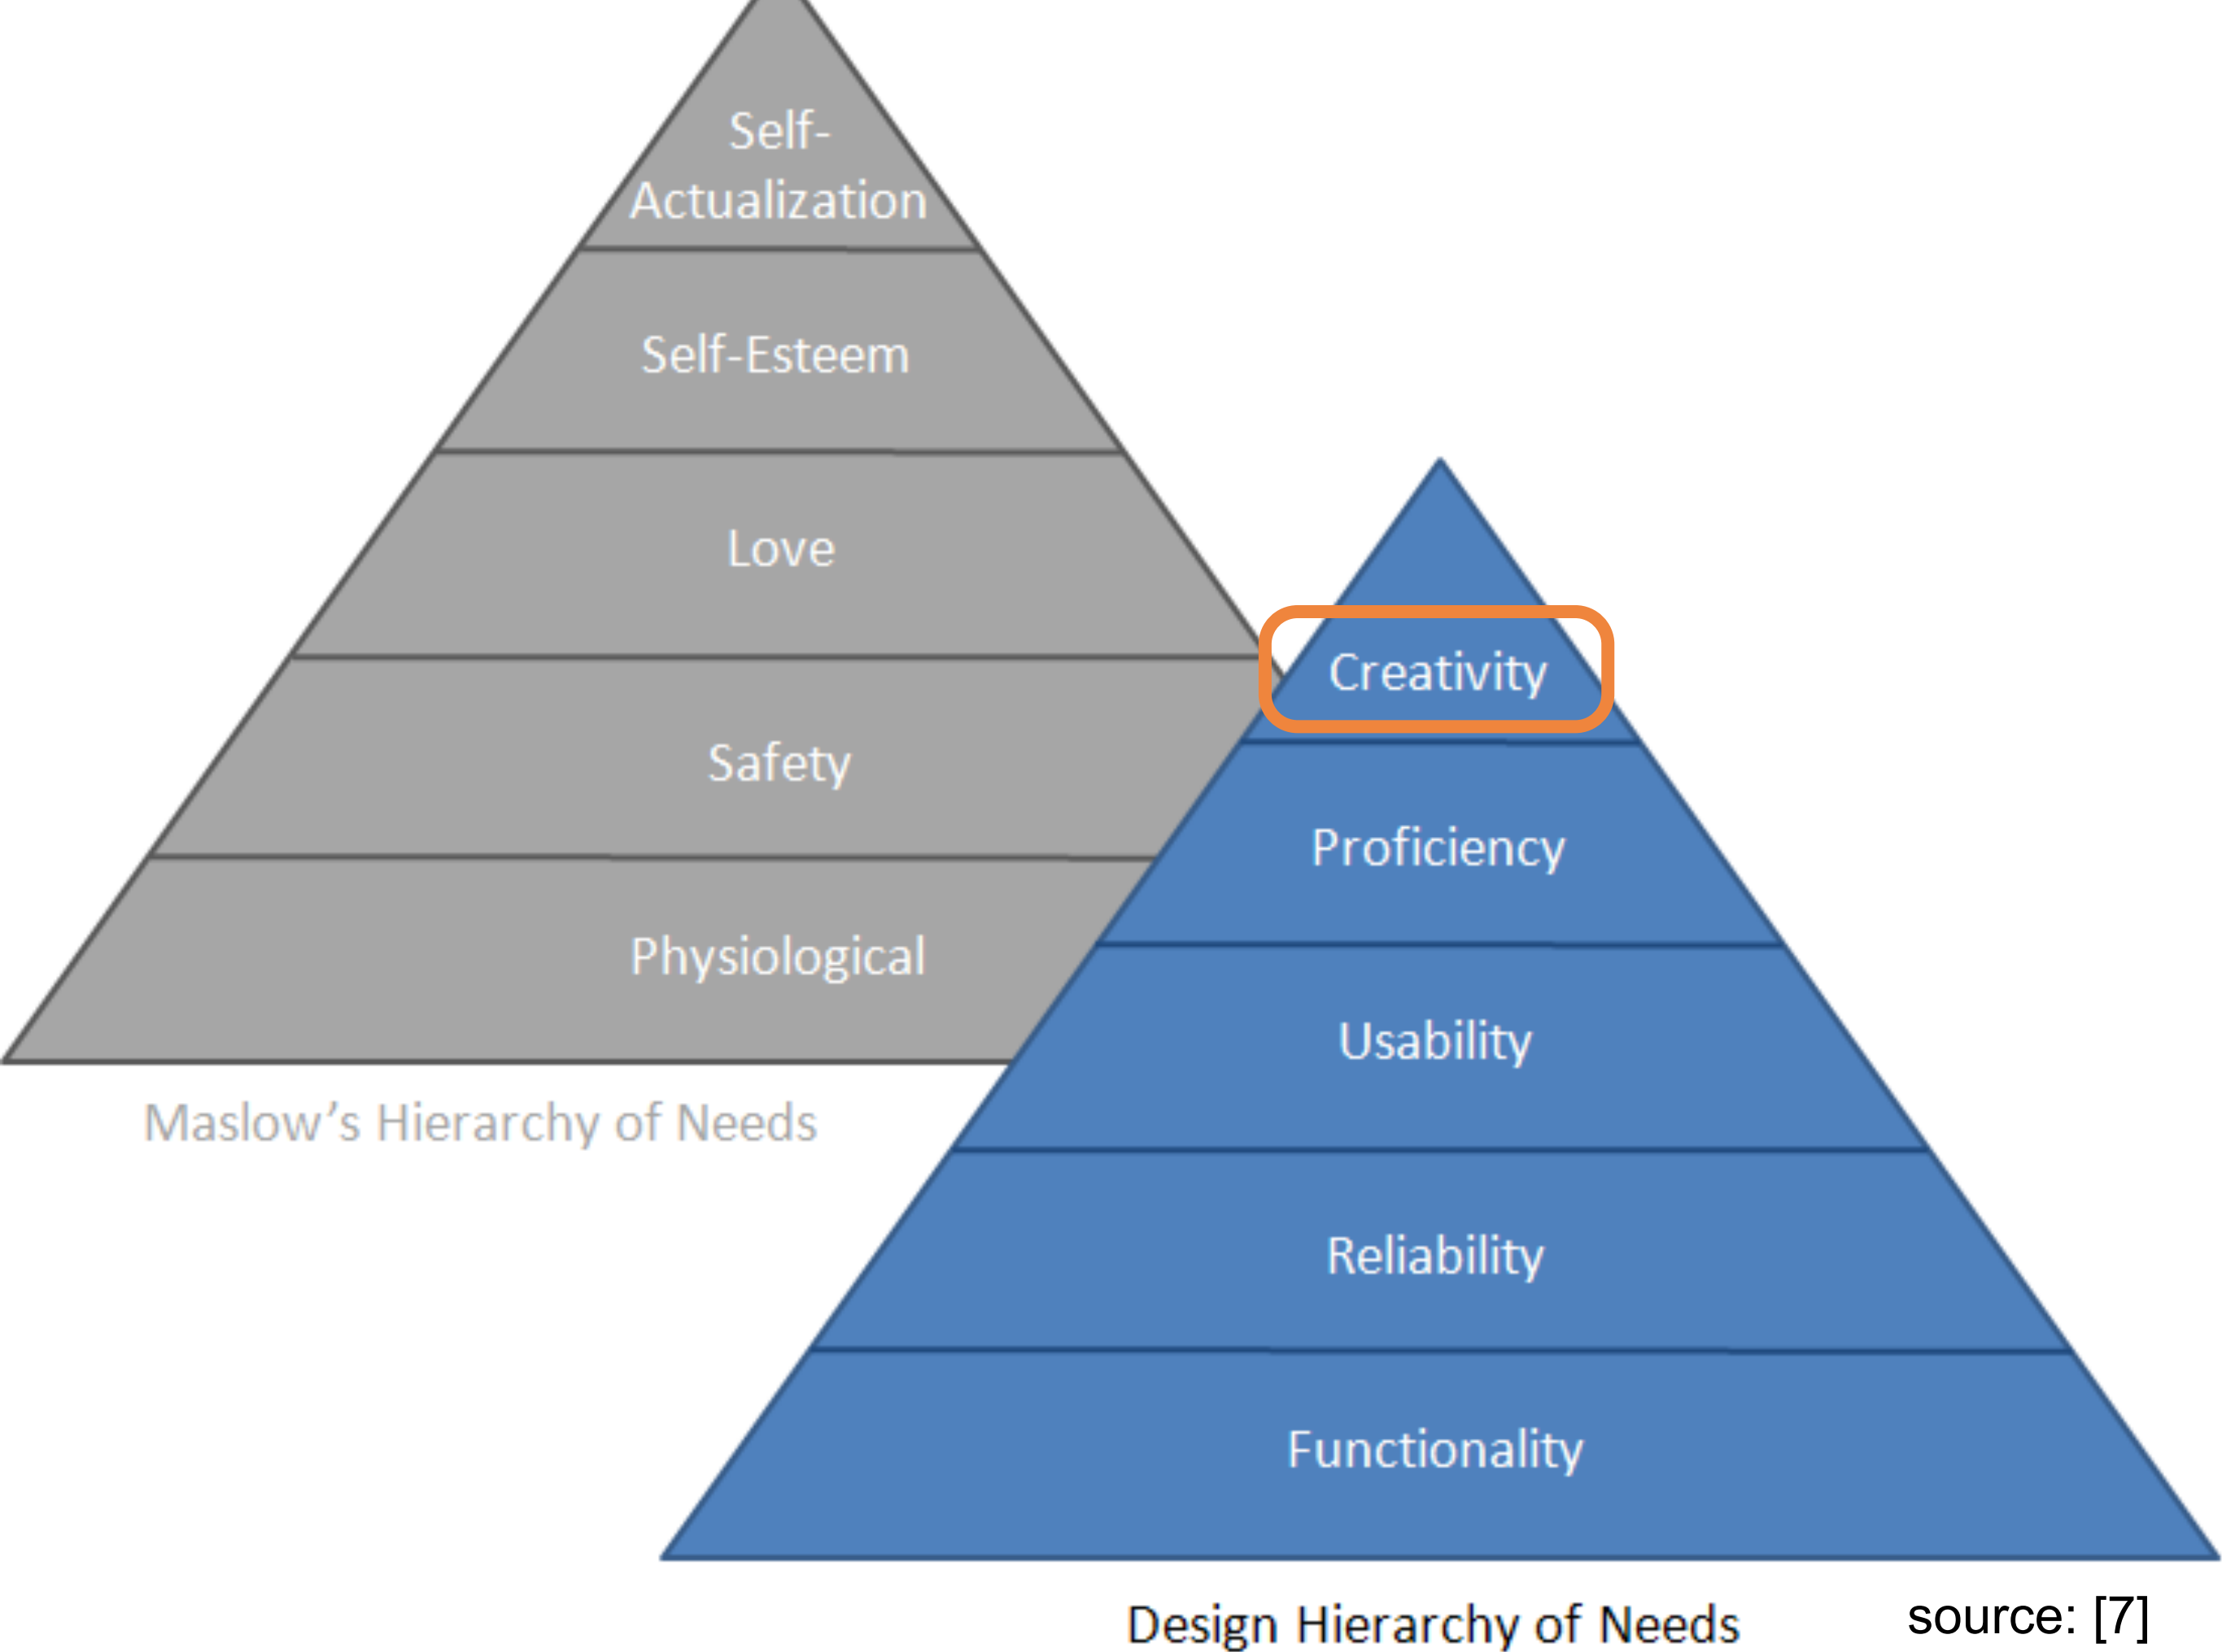 Self-
Actualization
Self-Esteem
Love
Safety
Physiological
Maslow’s Hierarchy of Needs
Creativity
Proficiency
Usability
Reliability
Functionality
Design Hierarchy of Needs
source: [7]